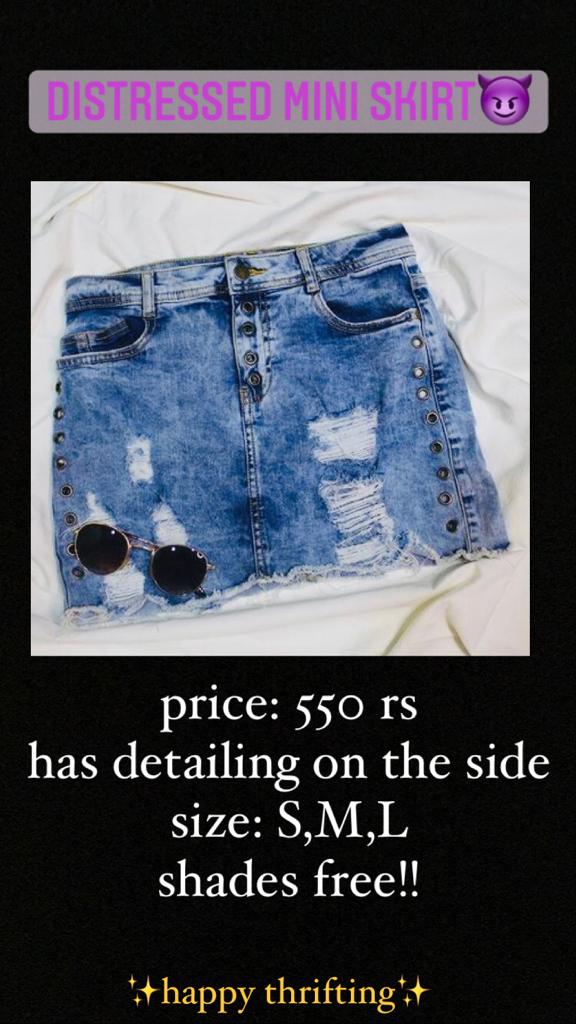 DISTRESSED MINI SKIRT😈
price: 550 rs
has detailing on the side
size: S,M,L
shades free!!
✨happy thrifting✨